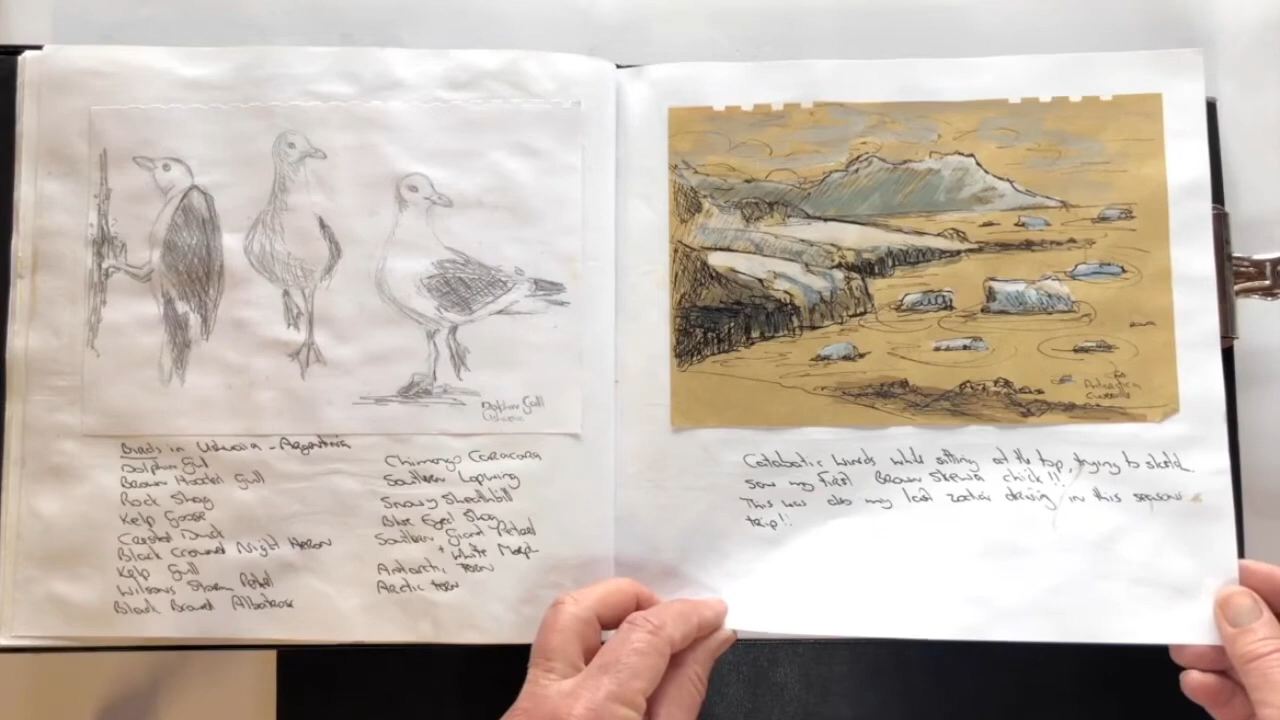 Dolphin Gull
Ushuaia
Birds in Ushuaia - Argentina
Dolphin Gul
Brown Hooded Gull
Rock Shag
Kelp Goose
Crested Duck
Black Crowned Night Heron
Kelp Gull
Wilsons Storm Petrel
Black Browed Albatross
Chimango Caracara
Southern Lapwing
Snowy Sheathbill
Blue Eyed Shag
Southern Giant Petrel
+ White Morph
Antarctic Tern
Arctic tern
Antarctica
Catabatic winds while sitting at the top, trying to sketch.
Saw my first Brown Skewa chick!!
This was also my last zodiac driving in this season
trip!!